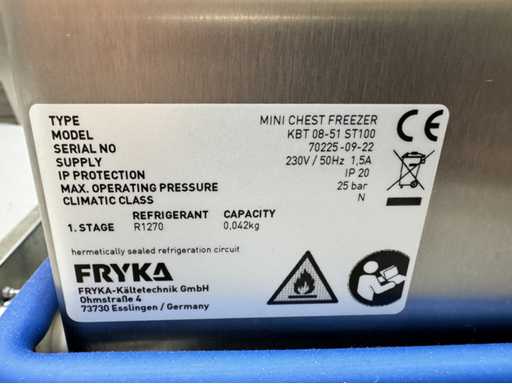 TYPE MINI CHEST FREEZER
MODEL KBT 08-51 ST100
SERIAL NO 70225-09-22
SUPPLY 230V / 50Hz 1,5A
IP PROTECTION IP 20
MAX. OPERATING PRESSURE 25 bar
CLIMATIC CLASS N
REFRIGERANT CAPACITY
1. STAGE R1270 0,042kg
hermetically sealed refrigeration circuit
FRYKA
FRYKA-Kältetechnik GmbH
Ohmstraße 4
73730 Esslingen / Germany
CE